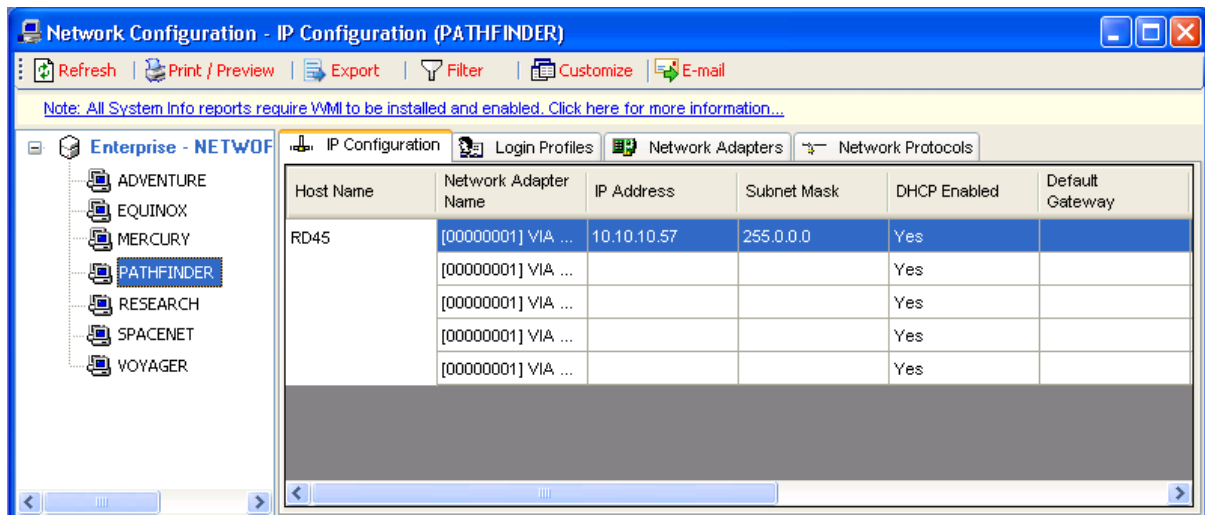 Network Configuration - IP Configuration (PATHFINDER)
Refresh Print / Preview Export Filter Customize E-mail
Note: All System Info reports require WMI to be installed and enabled. Click here for more information...
Enterprise - NETWOF
ADVENTURE
EQUINOX
MERCURY
PATHFINDER
RESEARCH
SPACENET
VOYAGER
IP Configuration Login Profiles Network Adapters Network Protocols
Host Name Network Adapter Name IP Address Subnet Mask DHCP Enabled Default Gateway
RD45 [00000001] VIA ... 10.10.10.57 255.0.0.0 Yes
[00000001] VIA ... Yes
[00000001] VIA ... Yes
[00000001] VIA ... Yes
[00000001] VIA ... Yes